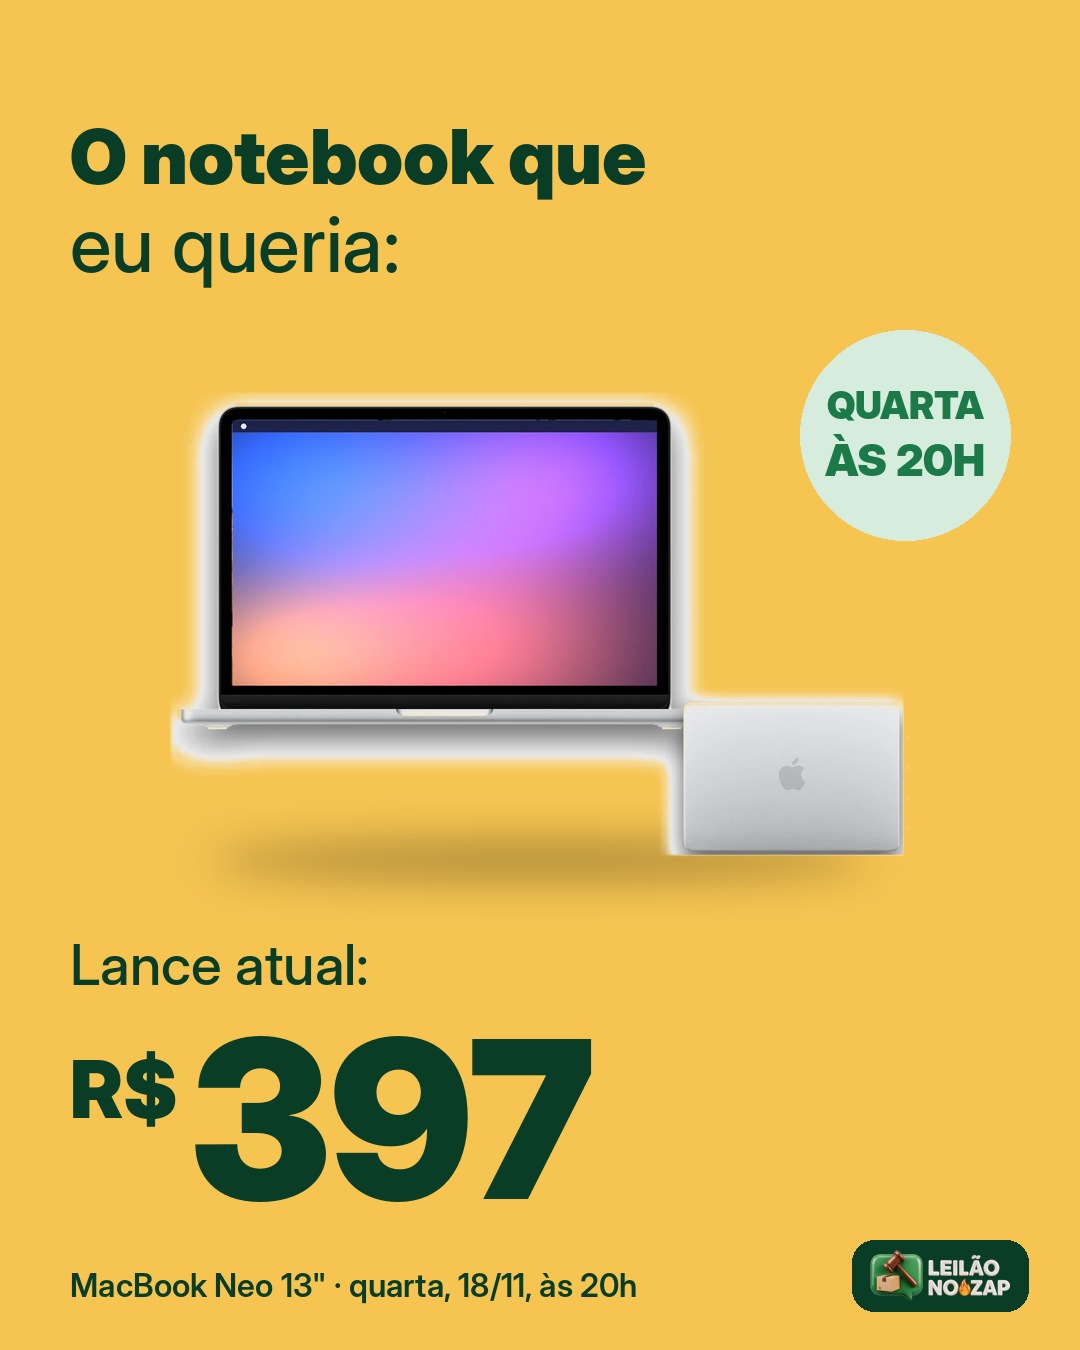 O notebook que
eu queria:
QUARTA
ÀS 20H
Lance atual:
R$ 397
MacBook Neo 13" · quarta, 18/11, às 20h
LEILÃO
NO ZAP